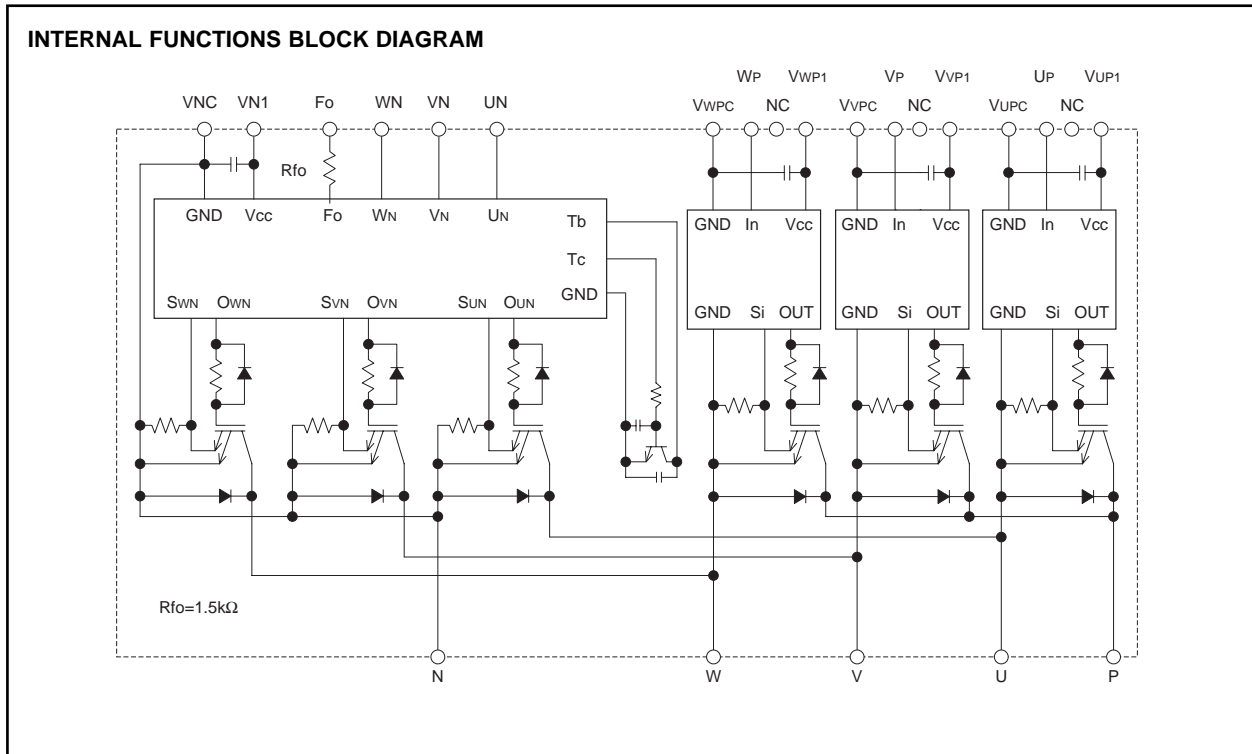 INTERNAL FUNCTIONS BLOCK DIAGRAM
WP VWP1 VP VVP1 UP VUP1
VNC VN1 Fo WN VN UN VWPC NC VVPC NC VUPC NC
Rfo
GND Vcc Fo WN VN UN Tb
Tc
GND
GND In Vcc GND In Vcc GND In Vcc
SWN OWN SVN OVN SUN OUN
GND Si OUT GND Si OUT GND Si OUT
Rfo=1.5kΩ
N W V U P